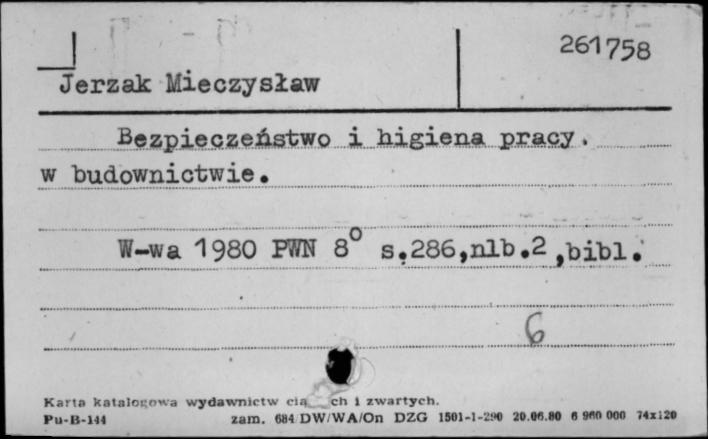 261758
Jerzak Mieczysław
Bezpieczeństwo i higiena pracy.
w budownictwie.
W-wa 1980 PWN 8° s.286,nlb.2,bibl.
6
Karta katalogowa wydawnictw cią ch i zwartych.
Pu-B-144 zam. 684/DW/WA/On DZG 1501-1-290 20.06.80 6 960 000 74x120